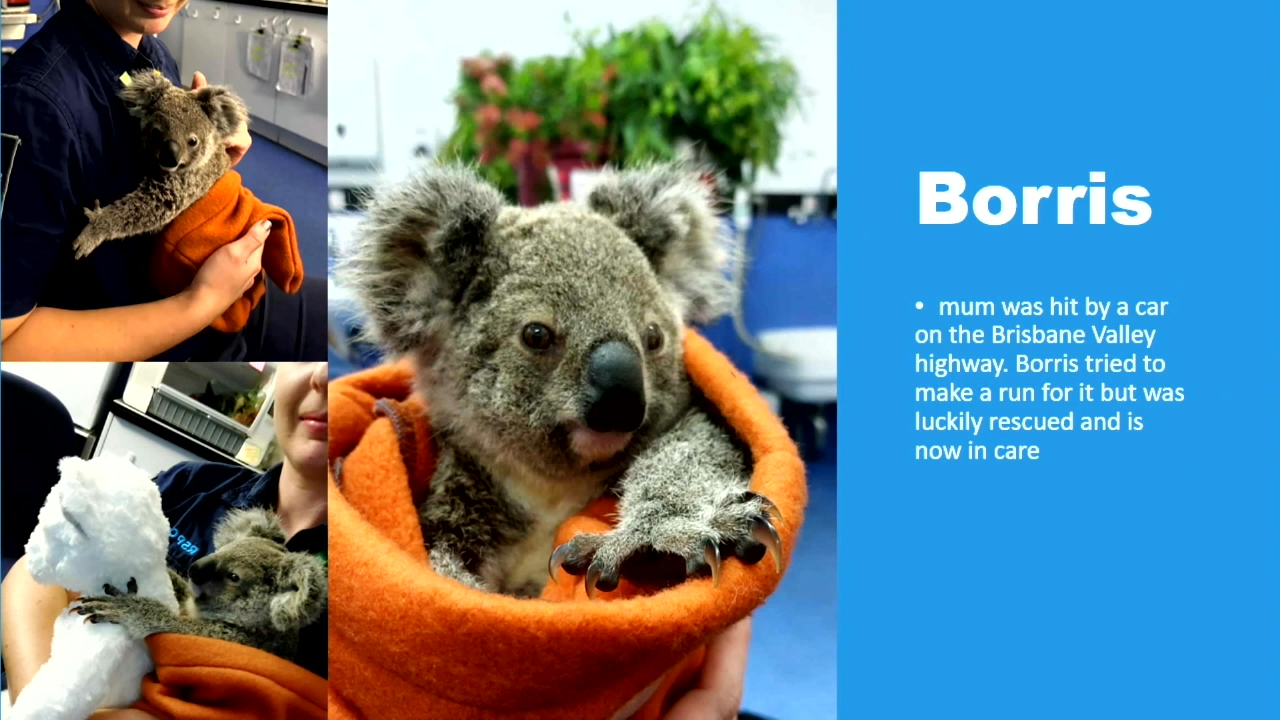 Borris
• mum was hit by a car
on the Brisbane Valley
highway. Borris tried to
make a run for it but was
luckily rescued and is
now in care